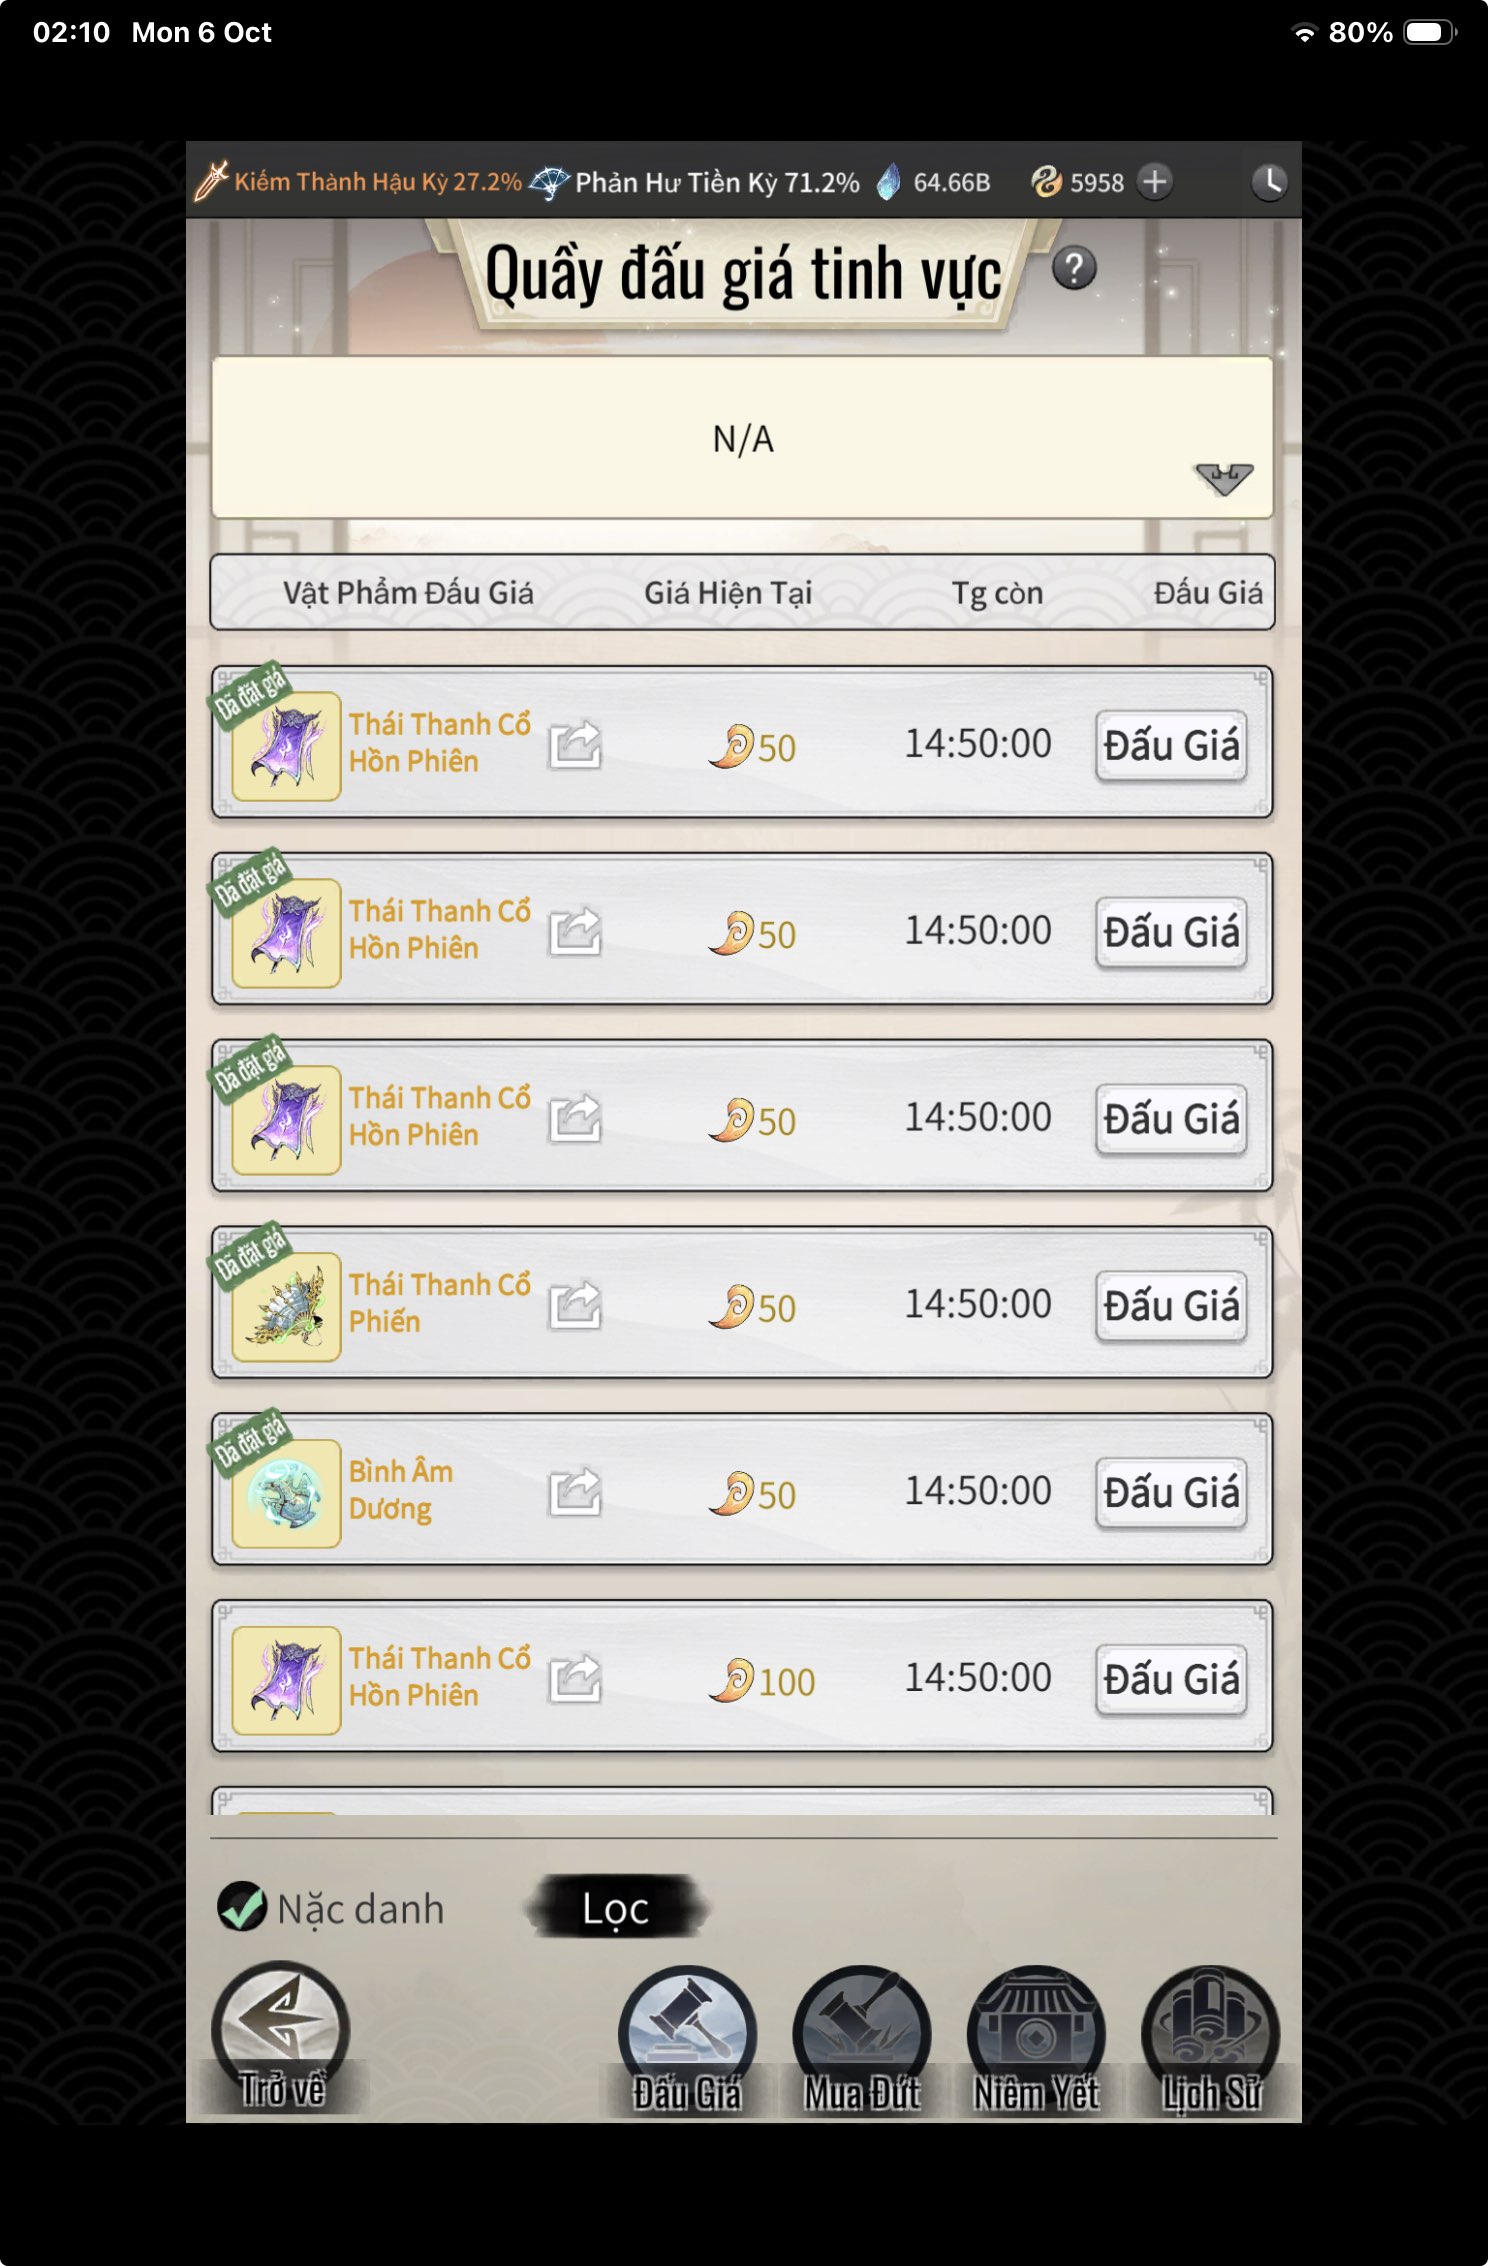 02:10 Mon 6 Oct
80%
Kiếm Thành Hậu Kỳ 27.2% Phản Hư Tiền Kỳ 71.2% 64.66B 5958
Quầy đấu giá tinh vực
?
N/A
Vật Phẩm Đấu Giá Giá Hiện Tại Tg còn Đấu Giá
Đã đặt giá
Thái Thanh Cổ
Hồn Phiên
50 14:50:00 Đấu Giá
Đã đặt giá
Thái Thanh Cổ
Hồn Phiên
50 14:50:00 Đấu Giá
Đã đặt giá
Thái Thanh Cổ
Hồn Phiên
50 14:50:00 Đấu Giá
Đã đặt giá
Thái Thanh Cổ
Phiến
50 14:50:00 Đấu Giá
Đã đặt giá
Bình Âm
Dương
50 14:50:00 Đấu Giá
Thái Thanh Cổ
Hồn Phiên
100 14:50:00 Đấu Giá
Nặc danh Lọc
Trở về Đấu Giá Mua Đứt Niêm Yết Lịch Sử